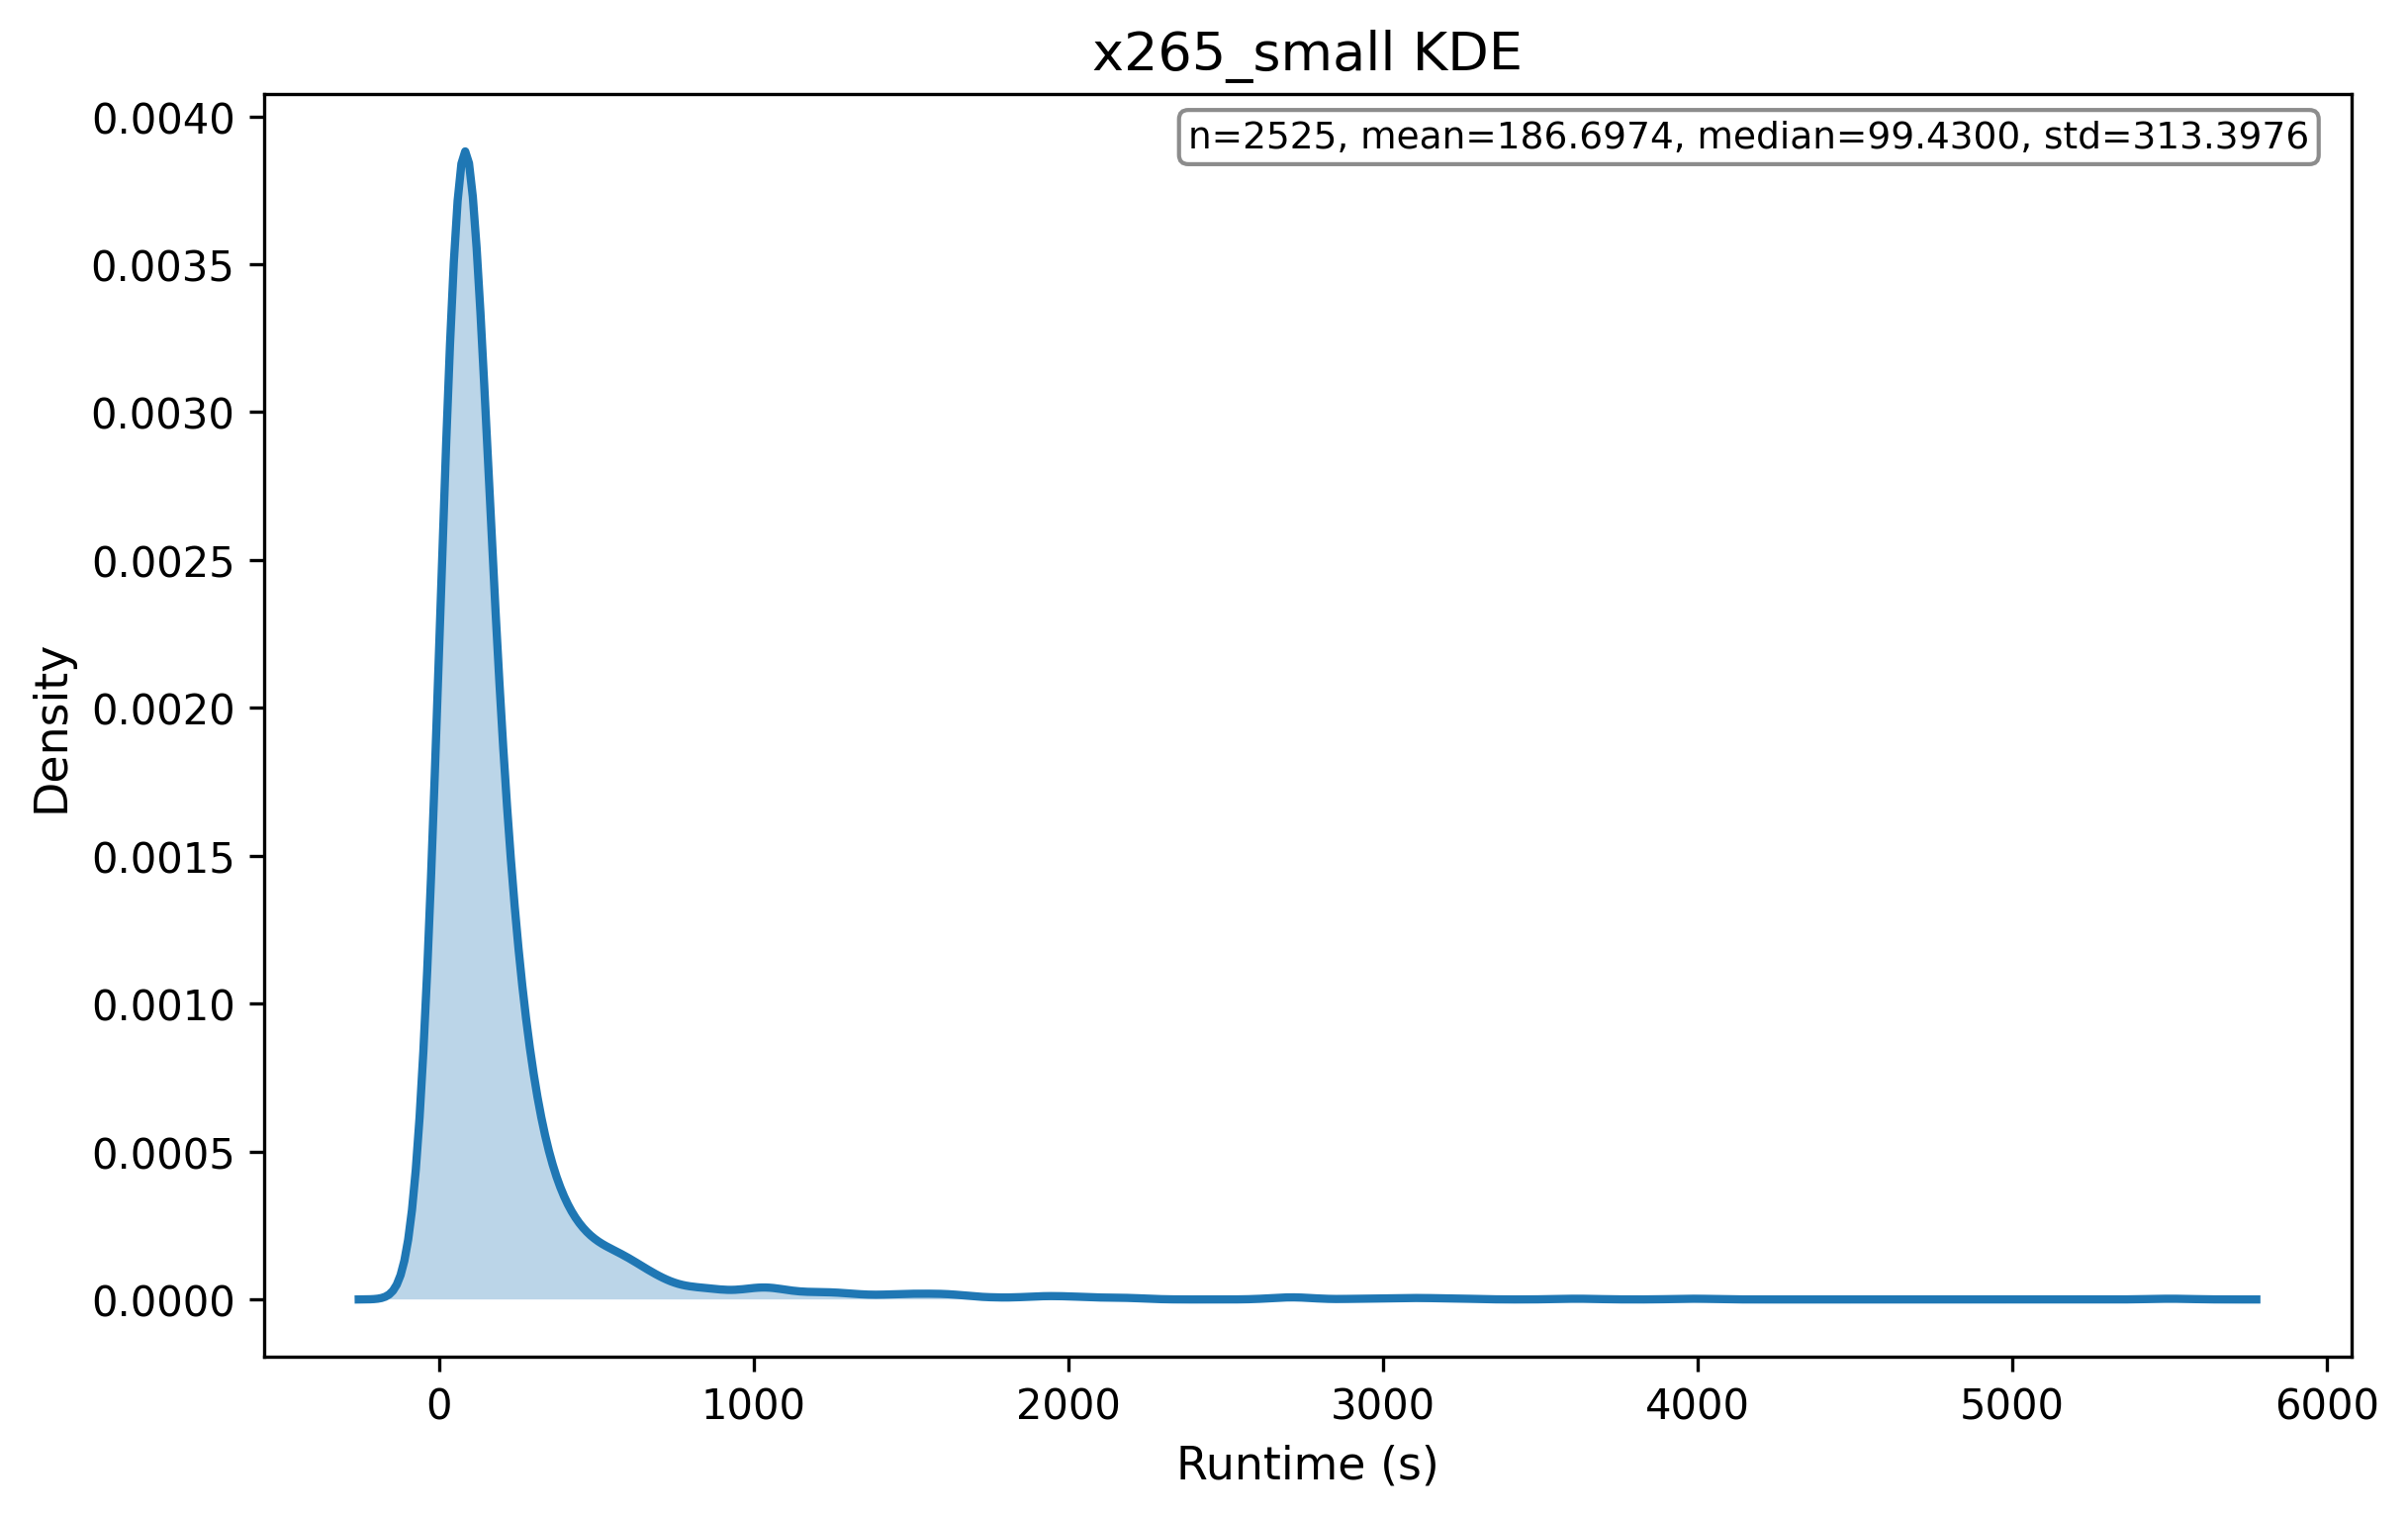 x265_small KDE
n=2525, mean=186.6974, median=99.4300, std=313.3976
Density
0.0040
0.0035
0.0030
0.0025
0.0020
0.0015
0.0010
0.0005
0.0000
0 1000 2000 3000 4000 5000 6000
Runtime (s)